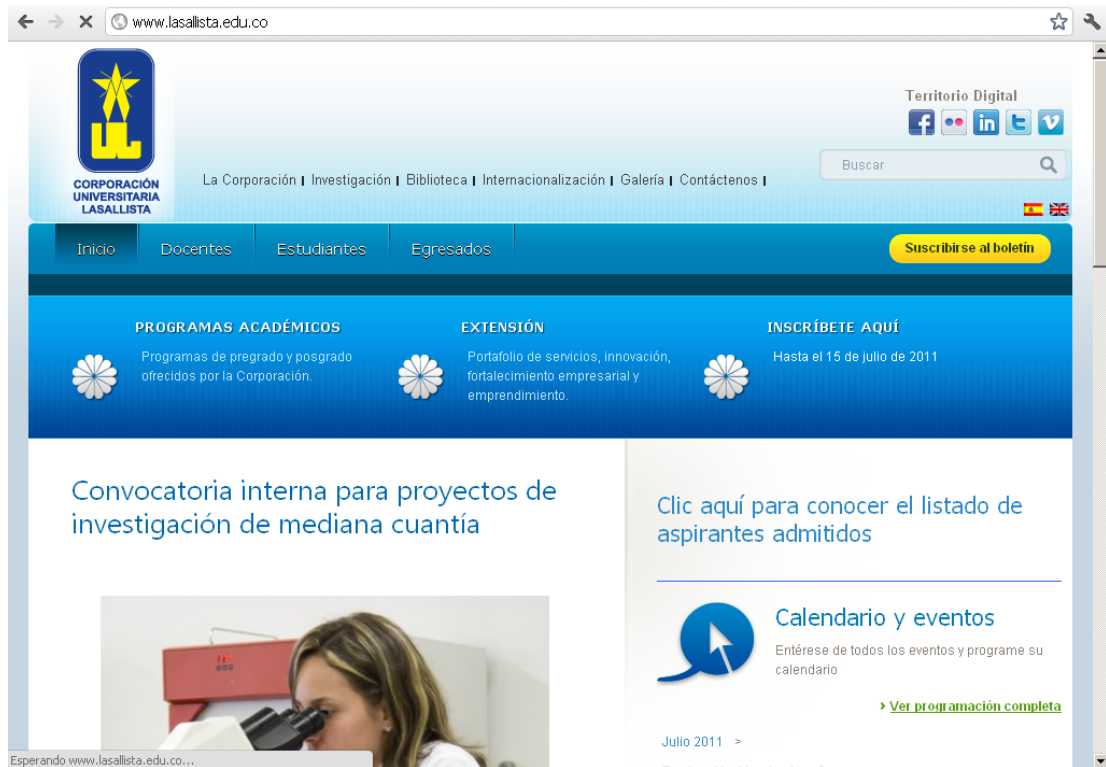 www.lasallista.edu.co
Territorio Digital
Buscar
UL
CORPORACIÓN
UNIVERSITARIA
LASALLISTA
La Corporación | Investigación | Biblioteca | Internacionalización | Galería | Contáctenos |
Inicio Docentes Estudiantes Egresados
Suscribirse al boletín
PROGRAMAS ACADÉMICOS
Programas de pregrado y posgrado
ofrecidos por la Corporación.
EXTENSIÓN
Portafolio de servicios, innovación,
fortalecimiento empresarial y
emprendimiento.
INSCRÍBETE AQUÍ
Hasta el 15 de julio de 2011
Convocatoria interna para proyectos de
investigación de mediana cuantía
Clic aquí para conocer el listado de
aspirantes admitidos
Calendario y eventos
Entérese de todos los eventos y programe su
calendario
› Ver programación completa
Julio 2011 >
Esperando www.lasallista.edu.co...